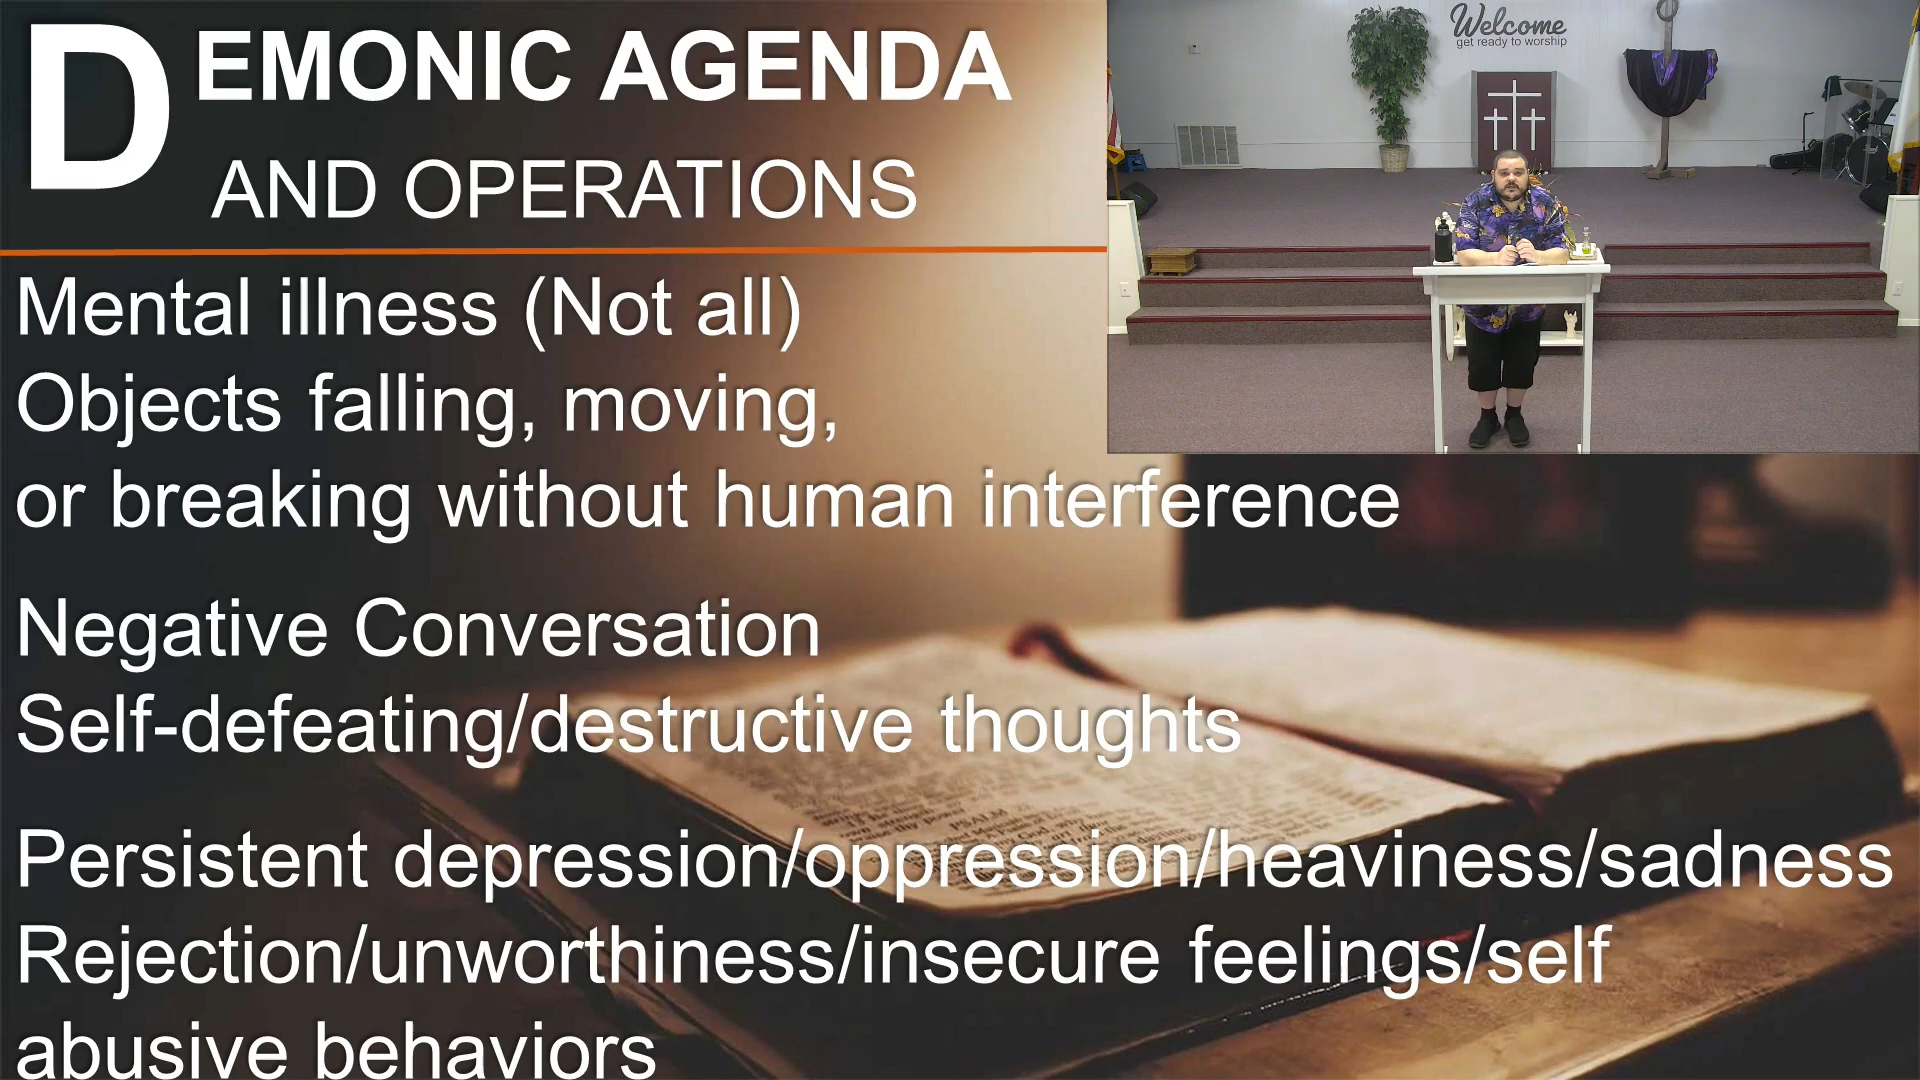 DEMONIC AGENDA
AND OPERATIONS
Welcome
get ready to worship
Mental illness (Not all)
Objects falling, moving,
or breaking without human interference
Negative Conversation
Self-defeating/destructive thoughts
Persistent depression/oppression/heaviness/sadness
Rejection/unworthiness/insecure feelings/self
abusive behaviors
PSALM